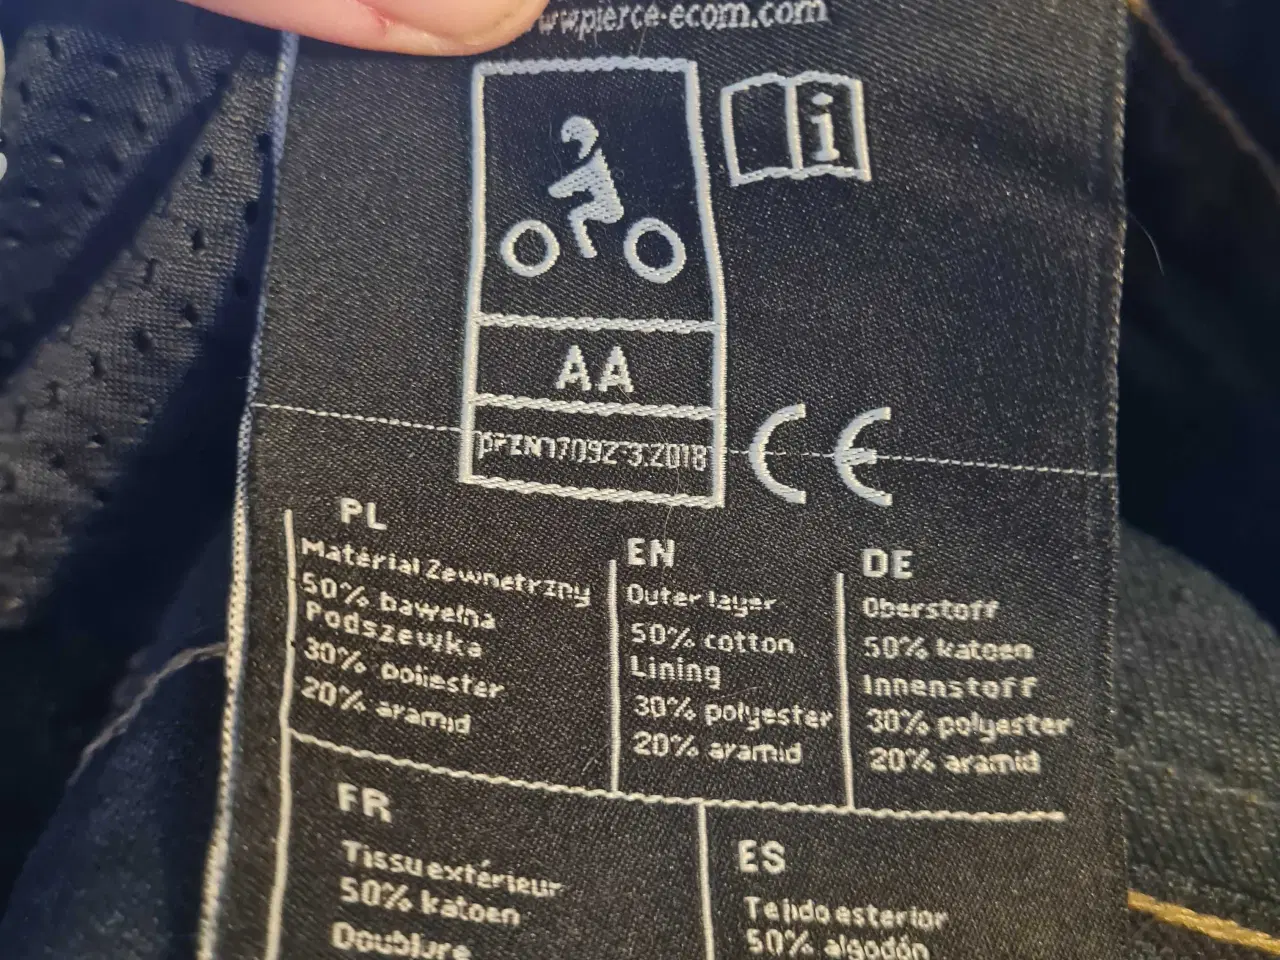 www.pierce-ecom.com
i
AA
prEN17092-3:2018
CE
PL
Matérial Zewnetrzny
50% bawełna
Podszewka
30% poliester
20% aramid
EN
Outer layer
50% cotton
Lining
30% polyester
20% aramid
DE
Oberstoff
50% katoen
Innenstoff
30% polyester
20% aramid
FR
Tissu extérieur
50% katoen
Doublure
ES
Tejido esterior
50% algodón